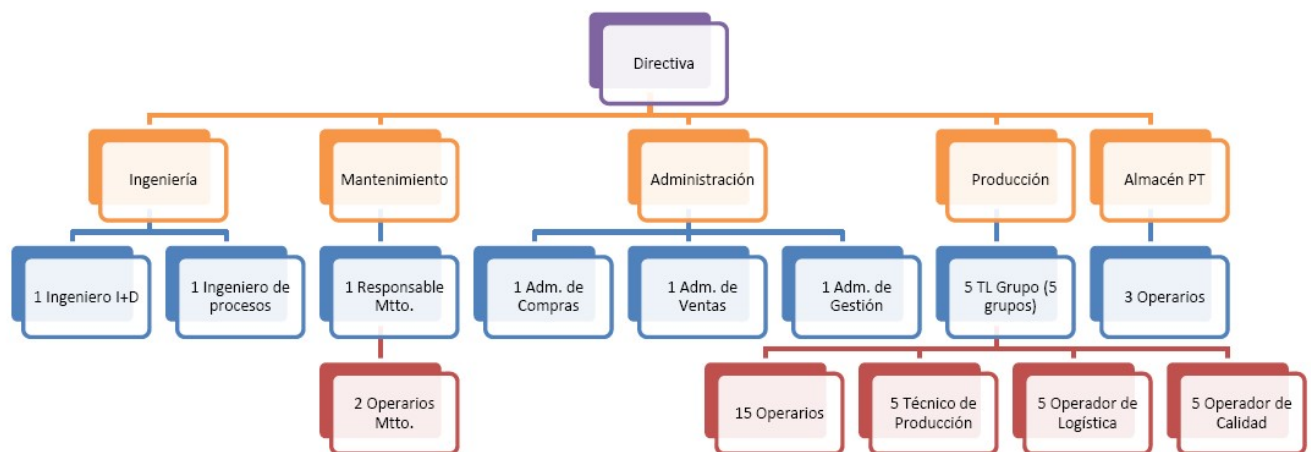 Directiva
Ingeniería
Mantenimiento
Administración
Producción
Almacén PT
1 Ingeniero I+D
1 Ingeniero de
procesos
1 Responsable
Mtto.
1 Adm. de
Compras
1 Adm. de
Ventas
1 Adm. de
Gestión
5 TL Grupo (5
grupos)
3 Operarios
2 Operarios
Mtto.
15 Operarios
5 Técnico de
Producción
5 Operador de
Logística
5 Operador de
Calidad